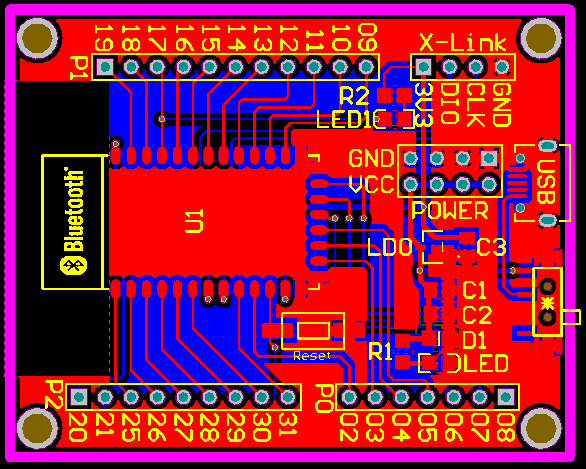 19 18 17 16 15 14 13 12 11 10 09
X-Link
P1
R2
LED1
3V3 DIO CLK GND
GND
VCC
USB
POWER
Bluetooth
U1
LDO
C3
C1
C2
Reset
D1
R1
LED
P2
P0
20 21 25 26 27 28 29 30 31
02 03 04 05 06 07 08